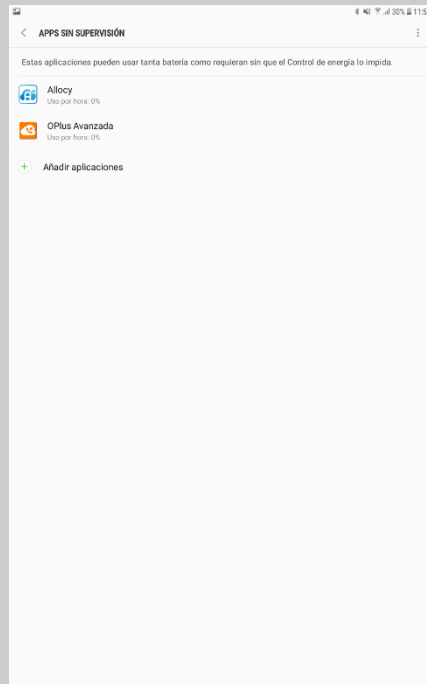 30% 11:5
APPS SIN SUPERVISIÓN
Estas aplicaciones pueden usar tanta batería como requieran sin que el Control de energía lo impida.
Allocy
Uso por hora: 0%
OPlus Avanzada
Uso por hora: 0%
Añadir aplicaciones